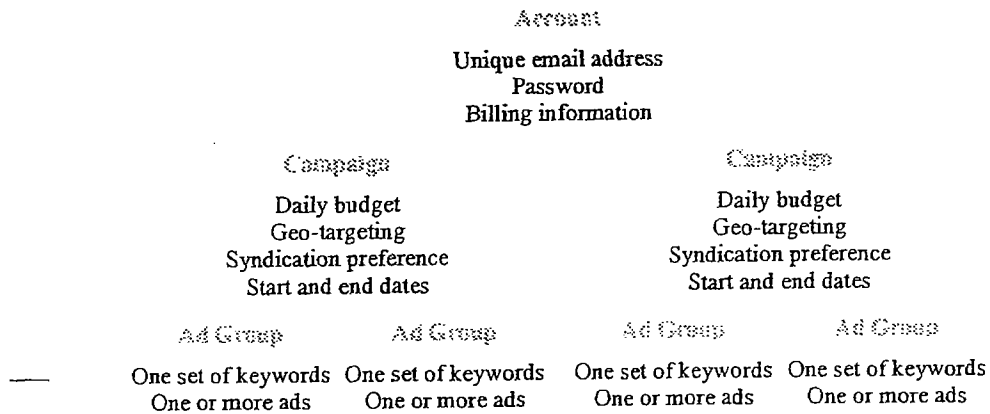 Account
Unique email address
Password
Billing information
Campaign Campaign
Daily budget Daily budget
Geo-targeting Geo-targeting
Syndication preference Syndication preference
Start and end dates Start and end dates
Ad Group Ad Group Ad Group Ad Group
One set of keywords One set of keywords One set of keywords One set of keywords
One or more ads One or more ads One or more ads One or more ads